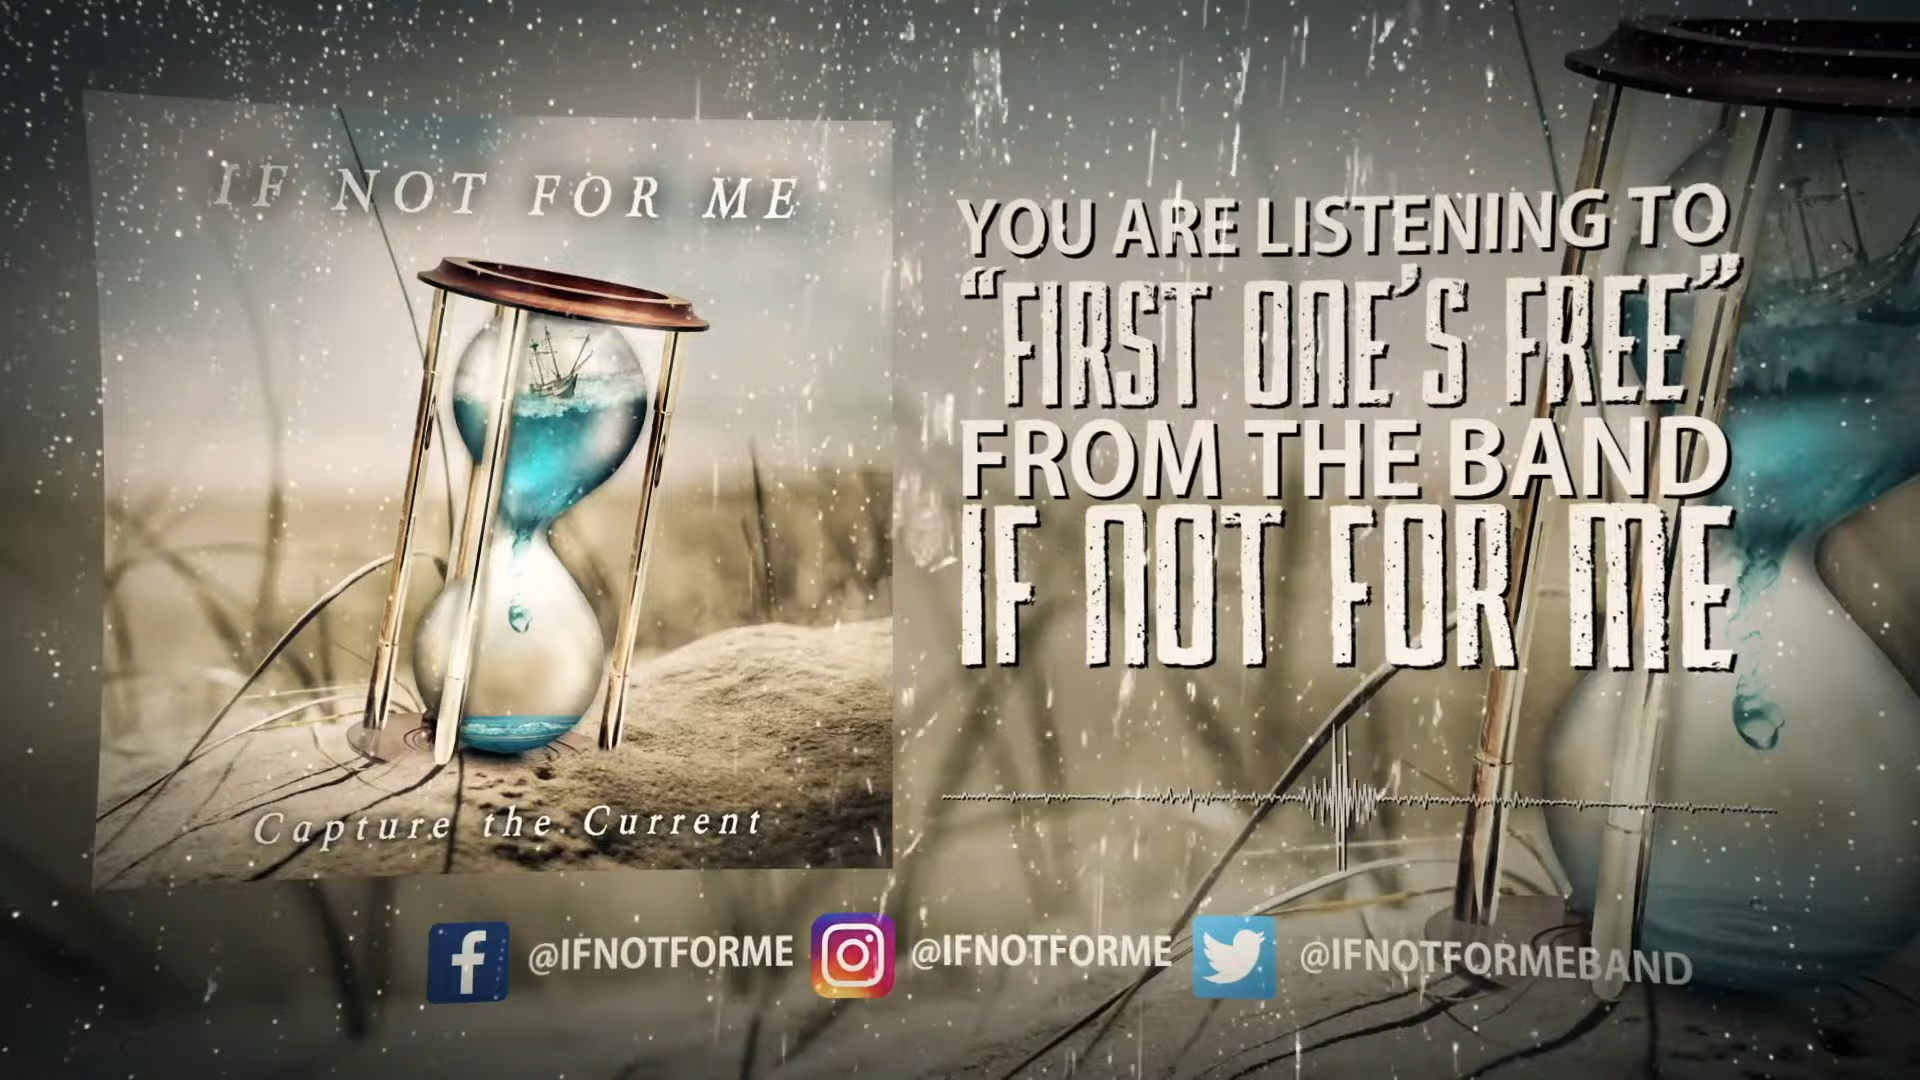 IF NOT FOR ME
Capture the Current
YOU ARE LISTENING TO
“FIRST ONE’S FREE”
FROM THE BAND
IF NOT FOR ME
@IFNOTFORME
@IFNOTFORME
@IFNOTFORMEBAND